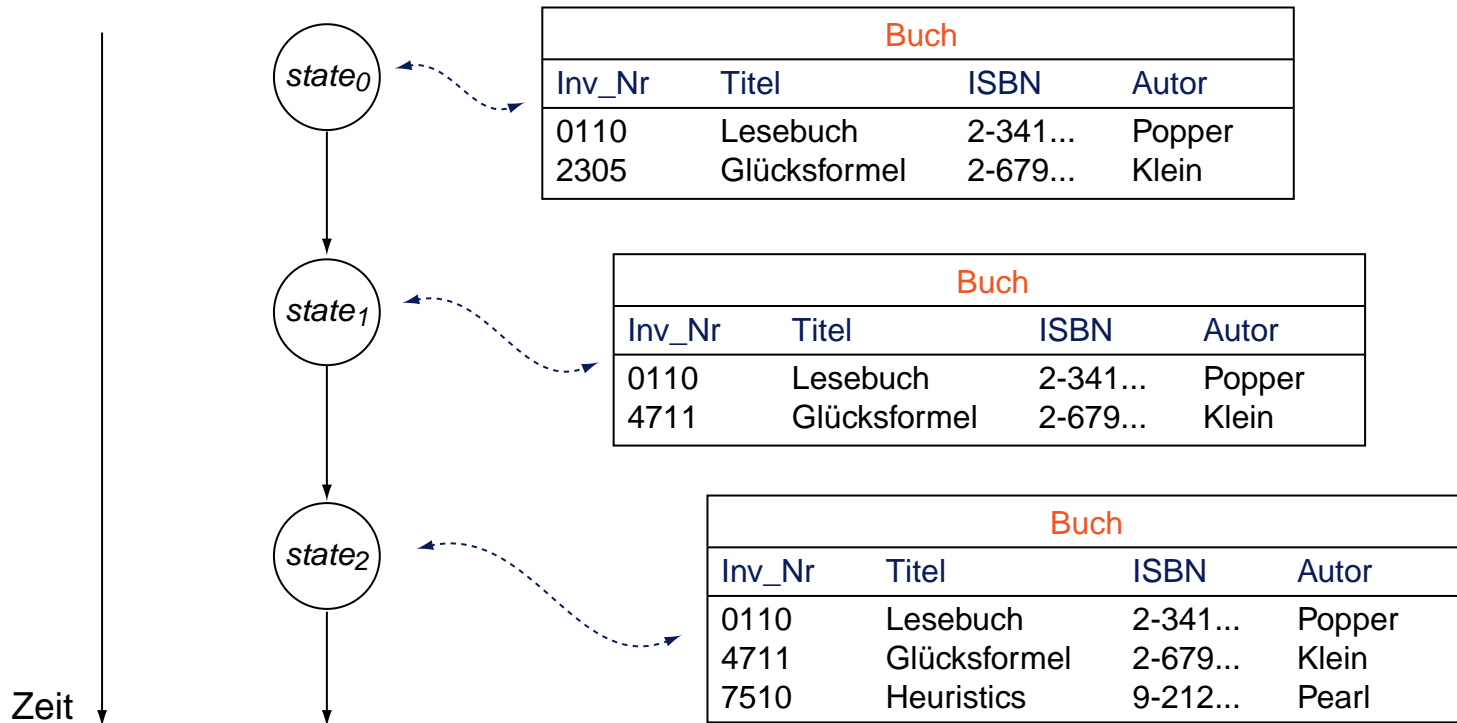 state0
Buch
Inv_Nr Titel ISBN Autor
0110 Lesebuch 2-341... Popper
2305 Glücksformel 2-679... Klein
state1
Buch
Inv_Nr Titel ISBN Autor
0110 Lesebuch 2-341... Popper
4711 Glücksformel 2-679... Klein
state2
Buch
Inv_Nr Titel ISBN Autor
0110 Lesebuch 2-341... Popper
4711 Glücksformel 2-679... Klein
7510 Heuristics 9-212... Pearl
Zeit